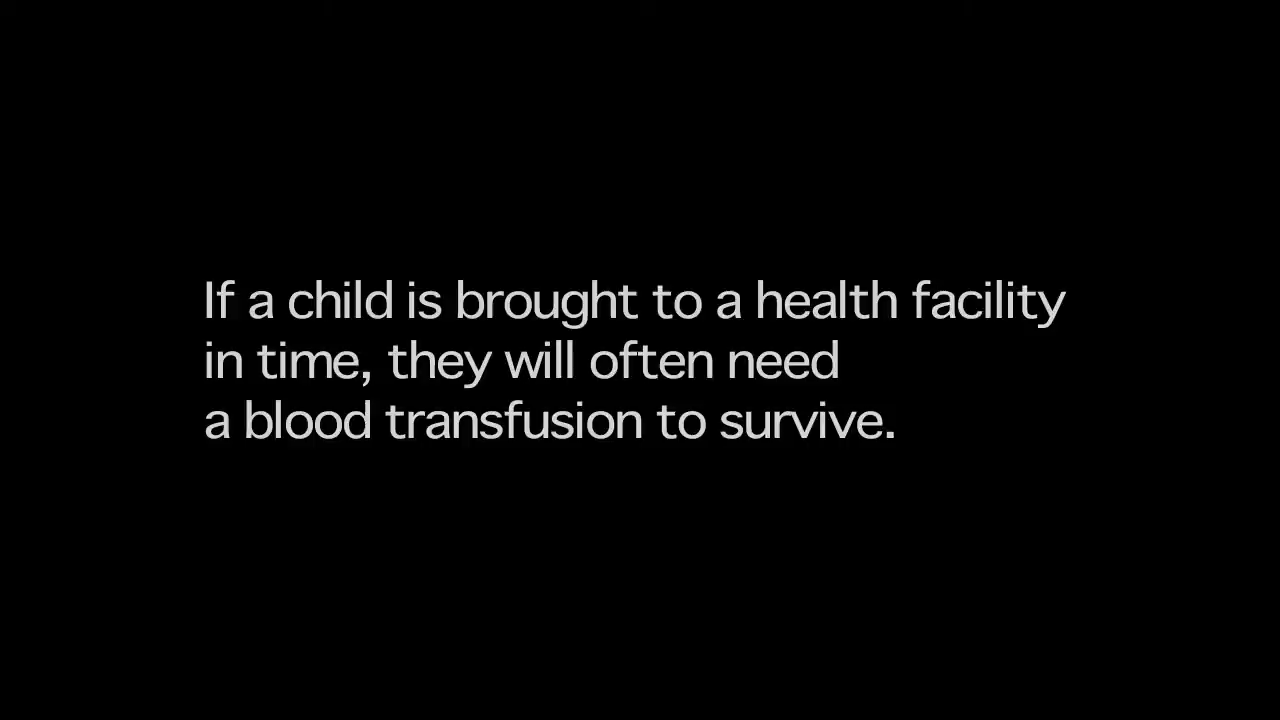 If a child is brought to a health facility
in time, they will often need
a blood transfusion to survive.